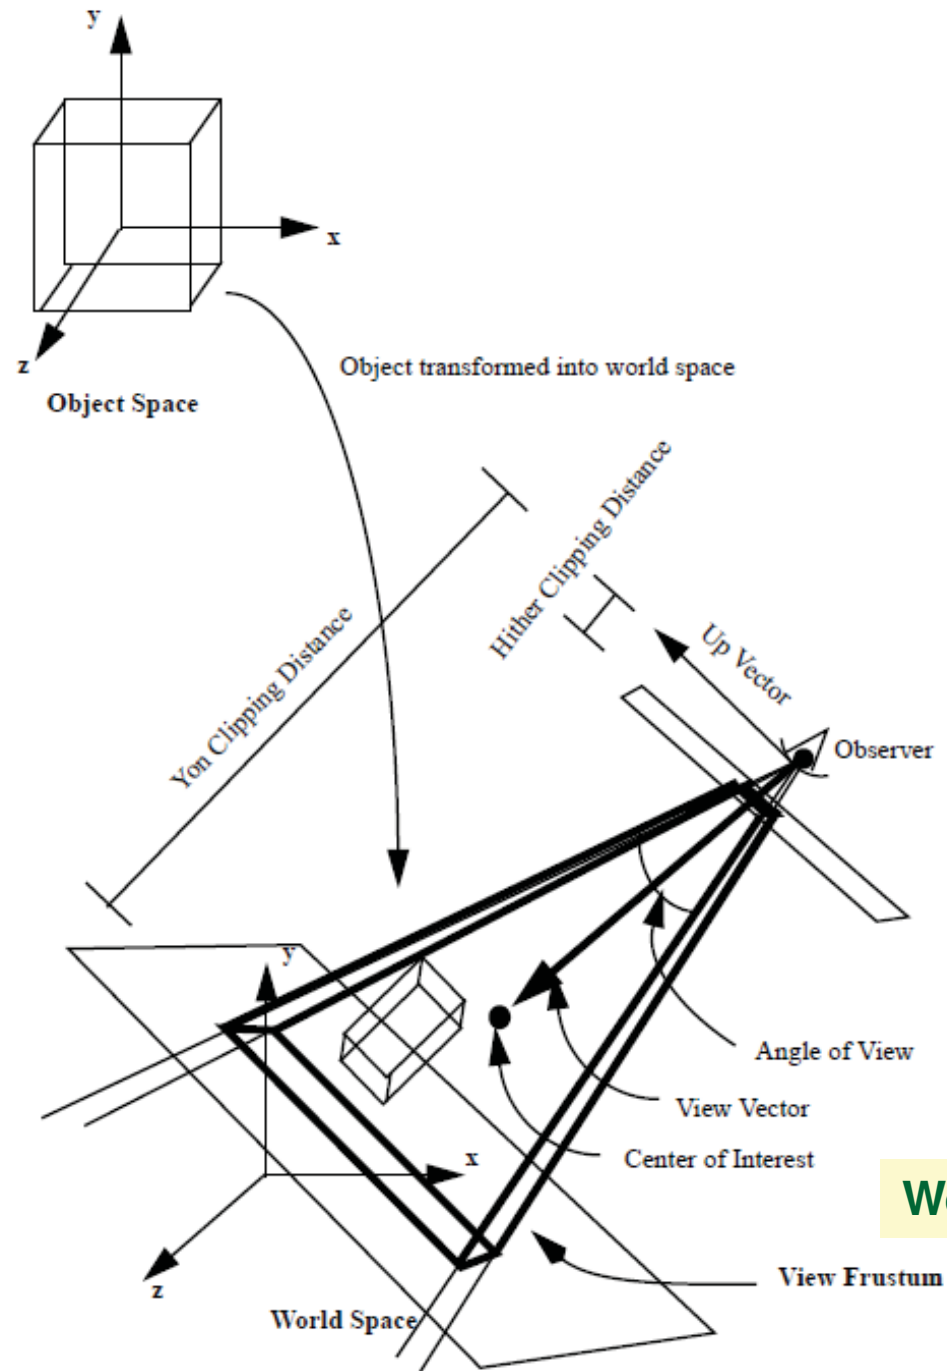 y
x
z
Object Space
Object transformed into world space
Hither Clipping Distance
Yon Clipping Distance
Up Vector
Observer
y
Angle of View
View Vector
Center of Interest
x
z
View Frustum
World Space